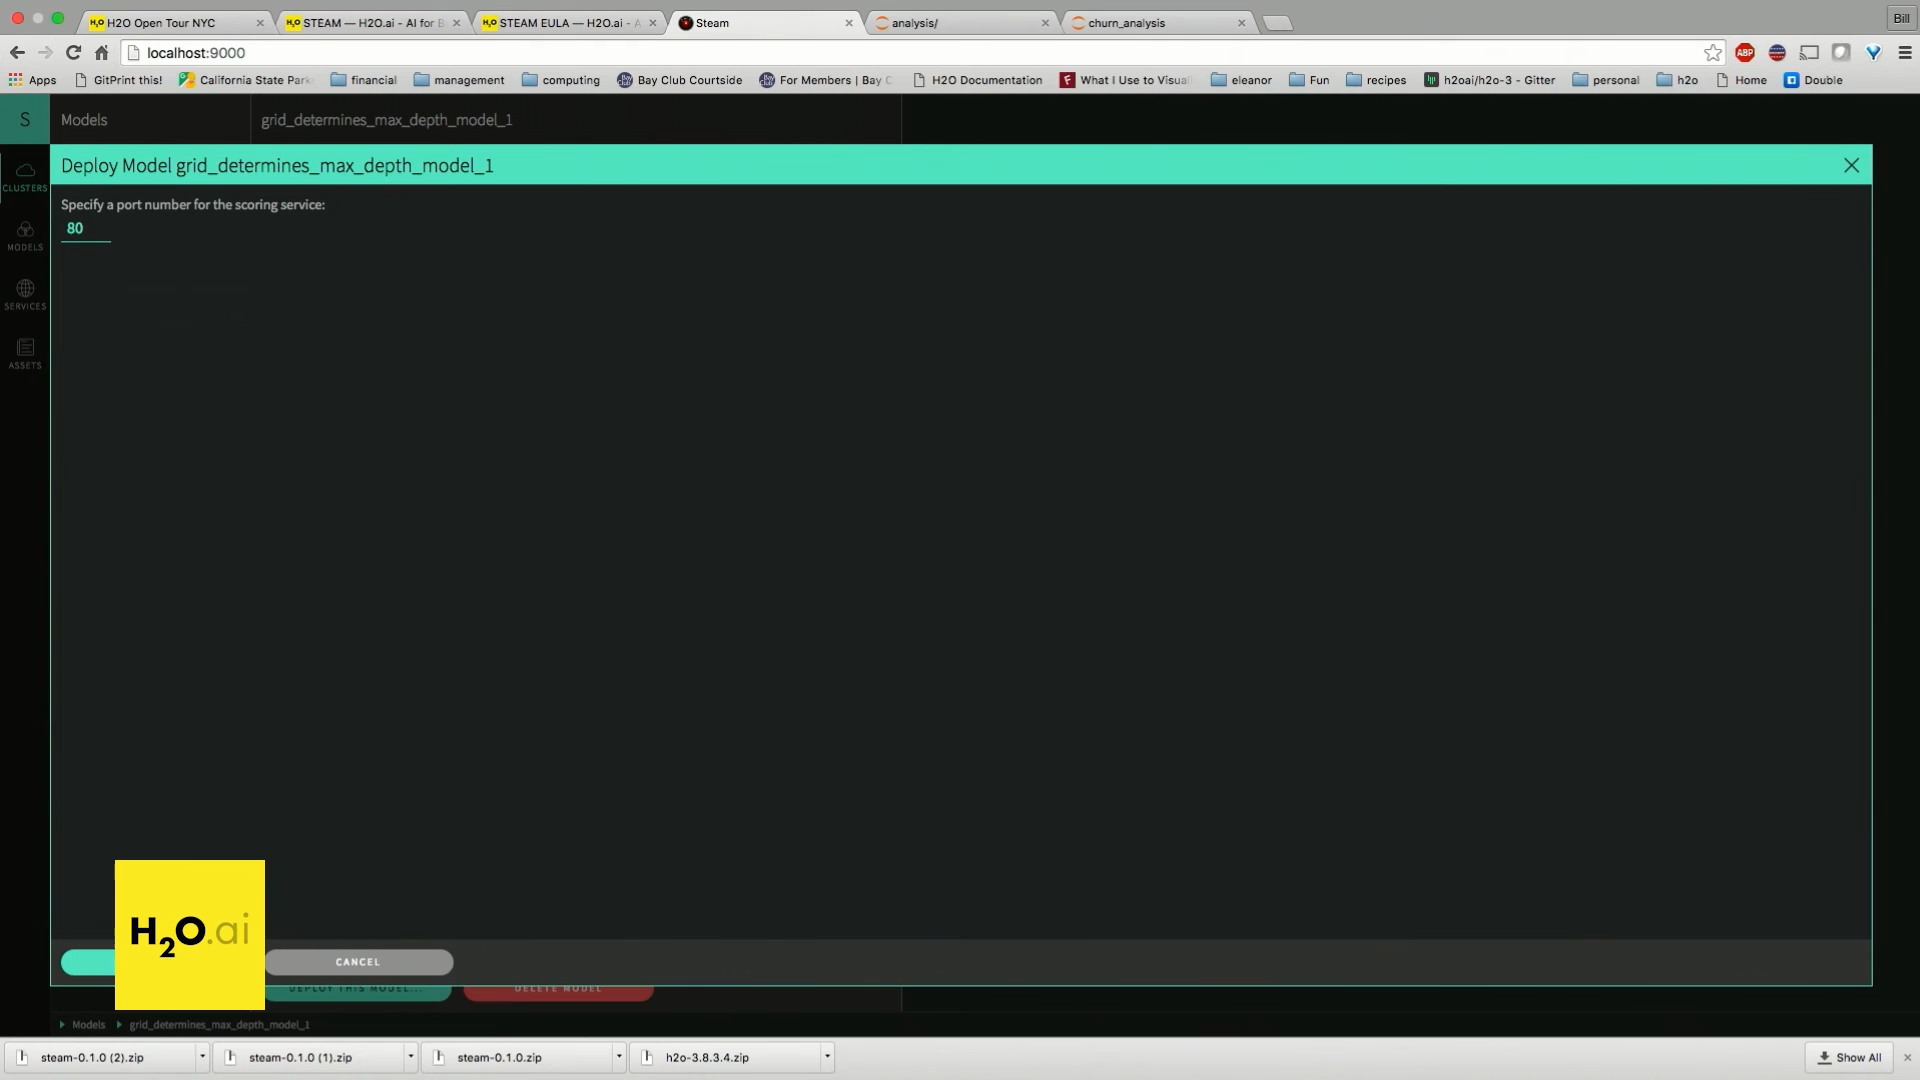 H2O Open Tour NYC
STEAM — H2O.ai - AI for B
STEAM EULA — H2O.ai - A
Steam
analysis/
churn_analysis
Bill
localhost:9000
Apps
GitPrint this!
California State Park
financial
management
computing
Bay Club Courtside
For Members | Bay C
H2O Documentation
What I Use to Visual
eleanor
Fun
recipes
h2oai/h2o-3 - Gitter
personal
h2o
Home
Double
S
Models
grid_determines_max_depth_model_1
Deploy Model grid_determines_max_depth_model_1
CLUSTERS
MODELS
SERVICES
ASSETS
Specify a port number for the scoring service:
80
H2O.ai
CANCEL
DEPLOY THIS MODEL...
DELETE MODEL
Models
grid_determines_max_depth_model_1
steam-0.1.0 (2).zip
steam-0.1.0 (1).zip
steam-0.1.0.zip
h2o-3.8.3.4.zip
Show All